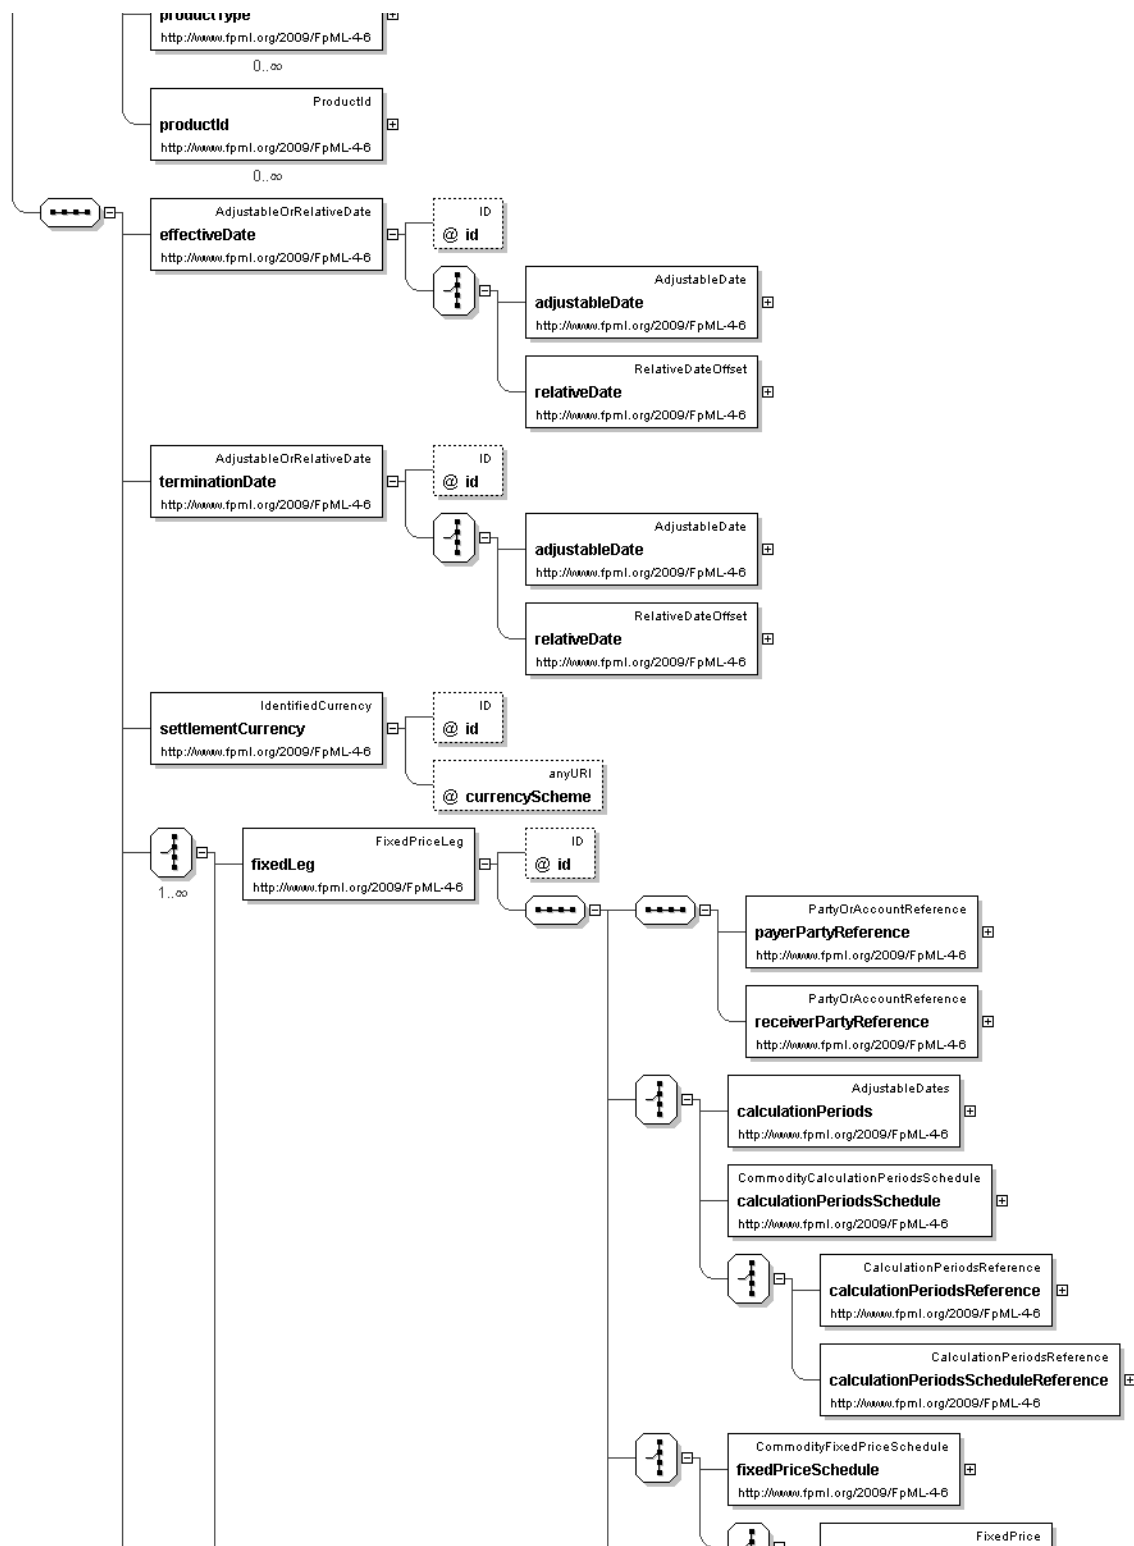 productType
http://www.fpml.org/2009/FpML-4-6
0..∞
ProductId
productId
http://www.fpml.org/2009/FpML-4-6
0..∞
AdjustableOrRelativeDate
effectiveDate
http://www.fpml.org/2009/FpML-4-6
ID
@ id
AdjustableDate
adjustableDate
http://www.fpml.org/2009/FpML-4-6
RelativeDateOffset
relativeDate
http://www.fpml.org/2009/FpML-4-6
AdjustableOrRelativeDate
terminationDate
http://www.fpml.org/2009/FpML-4-6
ID
@ id
AdjustableDate
adjustableDate
http://www.fpml.org/2009/FpML-4-6
RelativeDateOffset
relativeDate
http://www.fpml.org/2009/FpML-4-6
IdentifiedCurrency
settlementCurrency
http://www.fpml.org/2009/FpML-4-6
ID
@ id
anyURI
@ currencyScheme
1..∞
FixedPriceLeg
fixedLeg
http://www.fpml.org/2009/FpML-4-6
ID
@ id
PartyOrAccountReference
payerPartyReference
http://www.fpml.org/2009/FpML-4-6
PartyOrAccountReference
receiverPartyReference
http://www.fpml.org/2009/FpML-4-6
AdjustableDates
calculationPeriods
http://www.fpml.org/2009/FpML-4-6
CommodityCalculationPeriodsSchedule
calculationPeriodsSchedule
http://www.fpml.org/2009/FpML-4-6
CalculationPeriodsReference
calculationPeriodsReference
http://www.fpml.org/2009/FpML-4-6
CalculationPeriodsReference
calculationPeriodsScheduleReference
http://www.fpml.org/2009/FpML-4-6
CommodityFixedPriceSchedule
fixedPriceSchedule
http://www.fpml.org/2009/FpML-4-6
FixedPrice